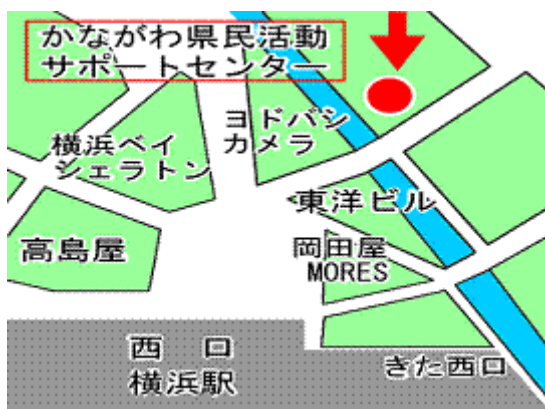 かながわ県民活動
サポートセンター
ヨドバシ
カメラ
横浜ベイ
シェラトン
東洋ビル
高島屋
岡田屋
MORES
西 口
横浜駅
きた西口